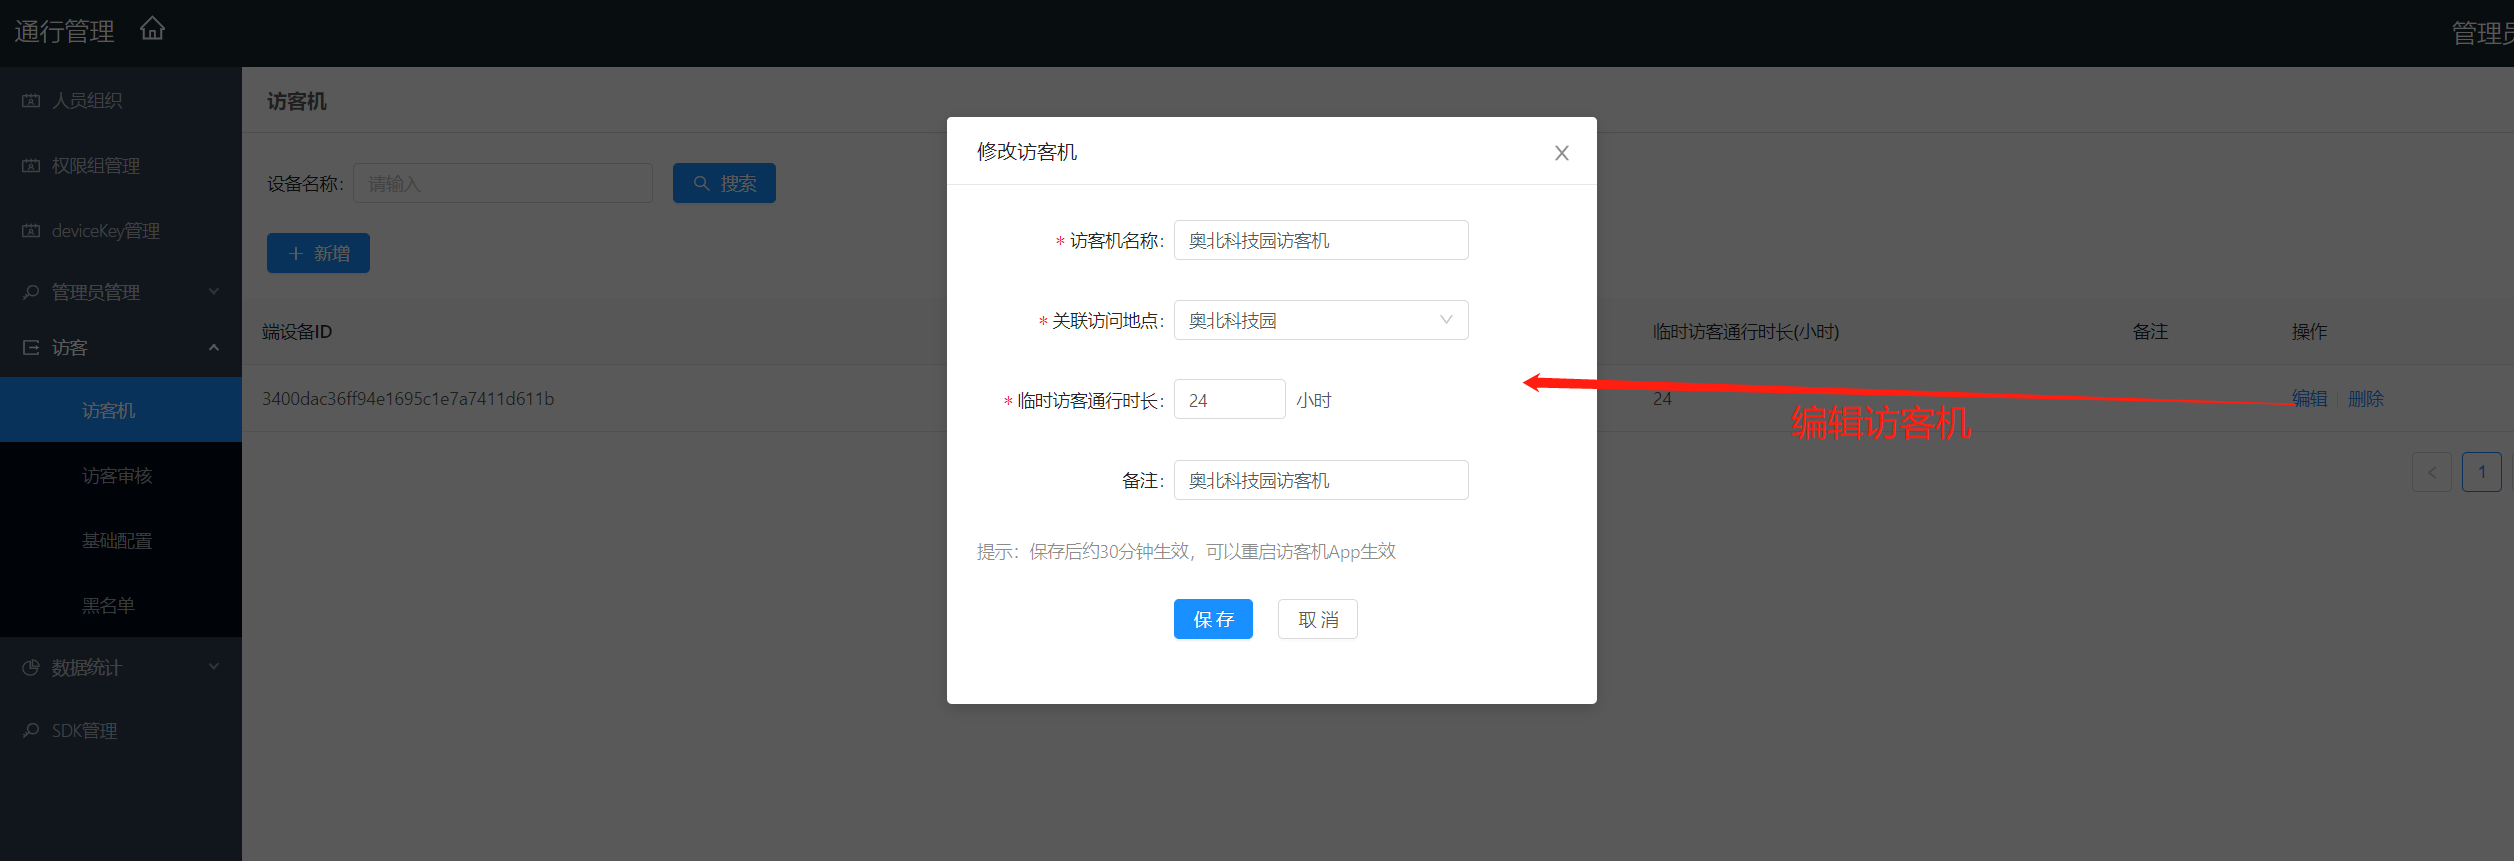 通行管理
管理员
人员组织
权限组管理
deviceKey管理
管理员管理
访客
访客机
访客审核
基础配置
黑名单
数据统计
SDK管理
访客机
设备名称: 请输入 搜索
+ 新增
端设备ID 临时访客通行时长(小时) 备注 操作
3400dac36ff94e1695c1e7a7411d611b 24 编辑 删除
< 1
修改访客机
* 访客机名称: 奥北科技园访客机
* 关联访问地点: 奥北科技园
* 临时访客通行时长: 24 小时
备注: 奥北科技园访客机
提示：保存后约30分钟生效，可以重启访客机App生效
保存 取消
编辑访客机